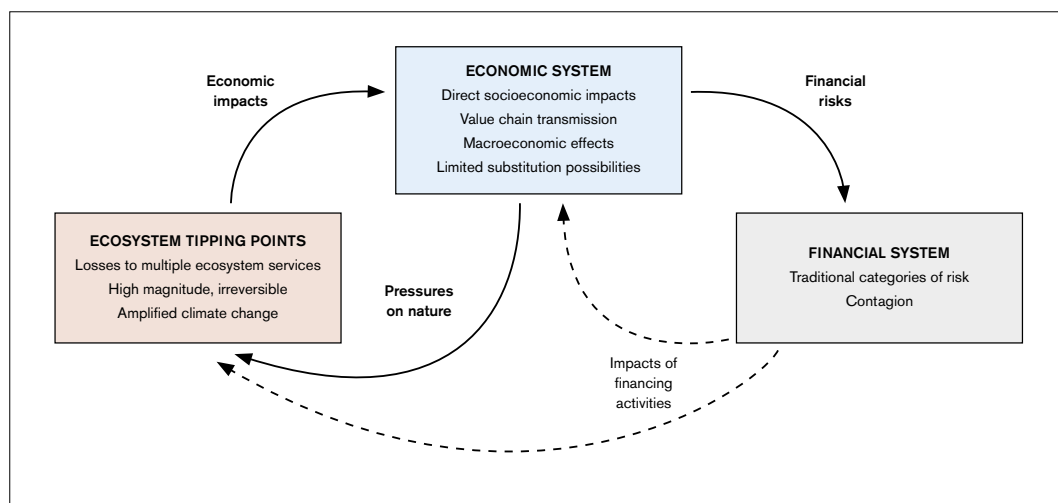 Economic
impacts
ECONOMIC SYSTEM
Direct socioeconomic impacts
Value chain transmission
Macroeconomic effects
Limited substitution possibilities
Financial
risks
ECOSYSTEM TIPPING POINTS
Losses to multiple ecosystem services
High magnitude, irreversible
Amplified climate change
Pressures
on nature
FINANCIAL SYSTEM
Traditional categories of risk
Contagion
Impacts of
financing
activities